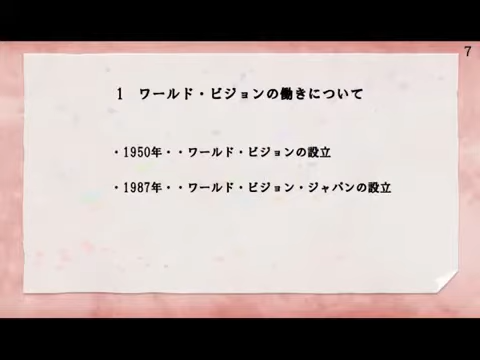 7
1　ワールド・ビジョンの働きについて
・1950年・・ワールド・ビジョンの設立
・1987年・・ワールド・ビジョン・ジャパンの設立